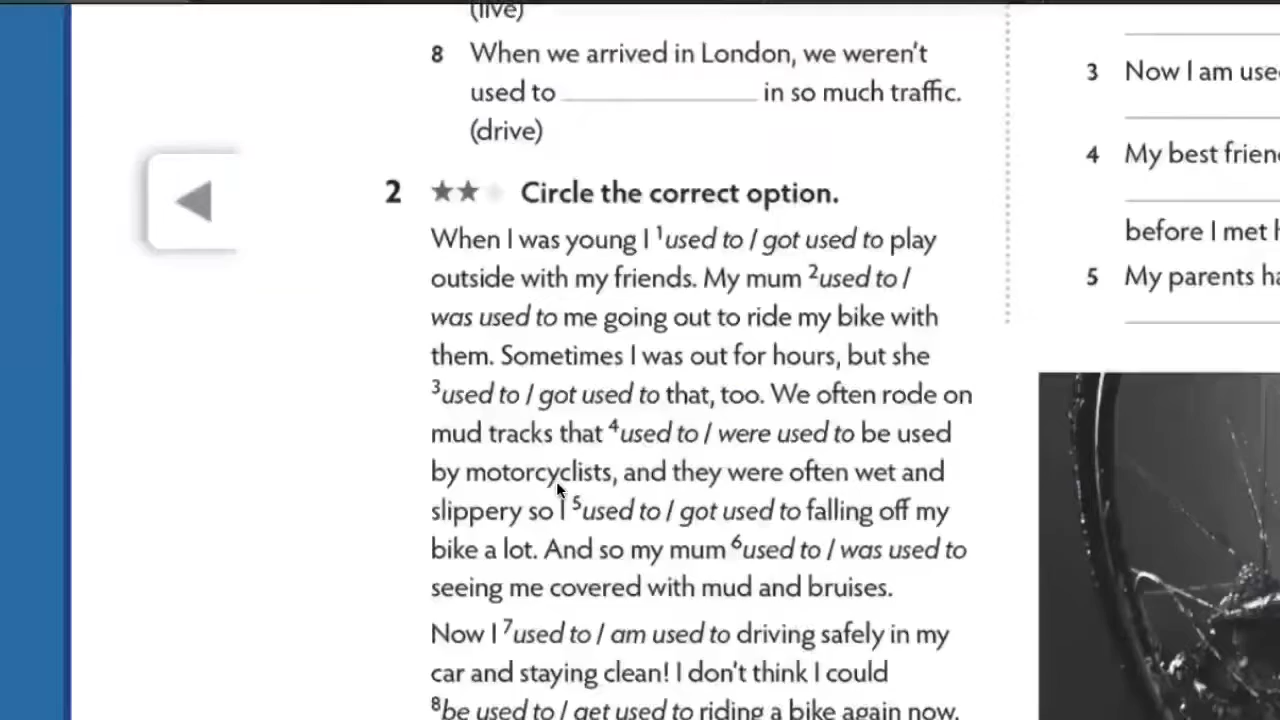 (live)
8 When we arrived in London, we weren't
used to ____________ in so much traffic.
(drive)
2 ★★★ Circle the correct option.
When I was young I ¹used to / got used to play
outside with my friends. My mum ²used to /
was used to me going out to ride my bike with
them. Sometimes I was out for hours, but she
³used to / got used to that, too. We often rode on
mud tracks that ⁴used to / were used to be used
by motorcyclists, and they were often wet and
slippery so I ⁵used to / got used to falling off my
bike a lot. And so my mum ⁶used to / was used to
seeing me covered with mud and bruises.
Now I ⁷used to / am used to driving safely in my
car and staying clean! I don't think I could
⁸be used to / get used to riding a bike again now.
3 Now I am
4 My best
before I met
5 My parents